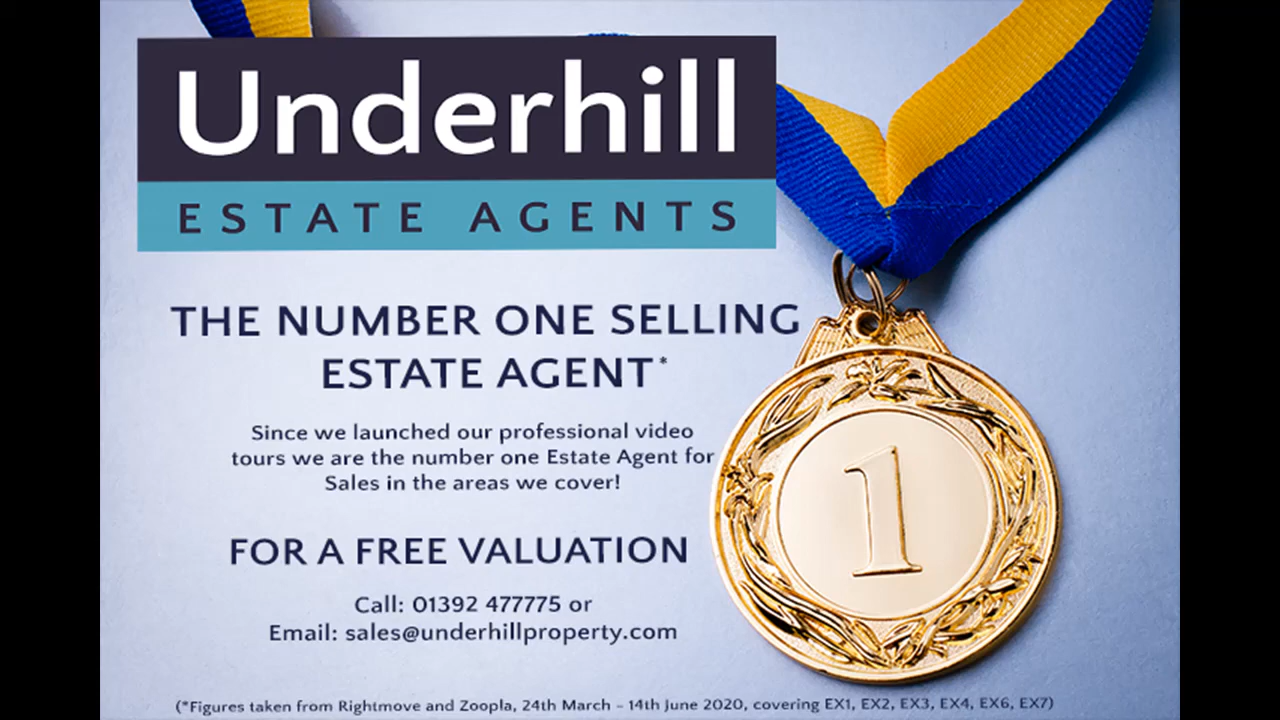 Underhill
ESTATE AGENTS
THE NUMBER ONE SELLING
ESTATE AGENT*
Since we launched our professional video
tours we are the number one Estate Agent for
Sales in the areas we cover!
FOR A FREE VALUATION
Call: 01392 477775 or
Email: sales@underhillproperty.com
1
(*Figures taken from Rightmove and Zoopla, 24th March - 14th June 2020, covering EX1, EX2, EX3, EX4, EX6, EX7)